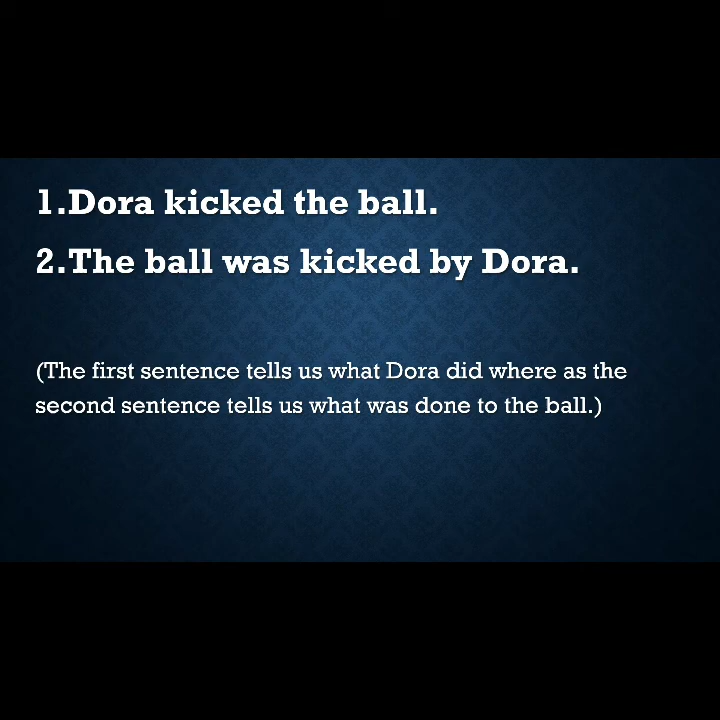 1.Dora kicked the ball.
2.The ball was kicked by Dora.
(The first sentence tells us what Dora did where as the
second sentence tells us what was done to the ball.)